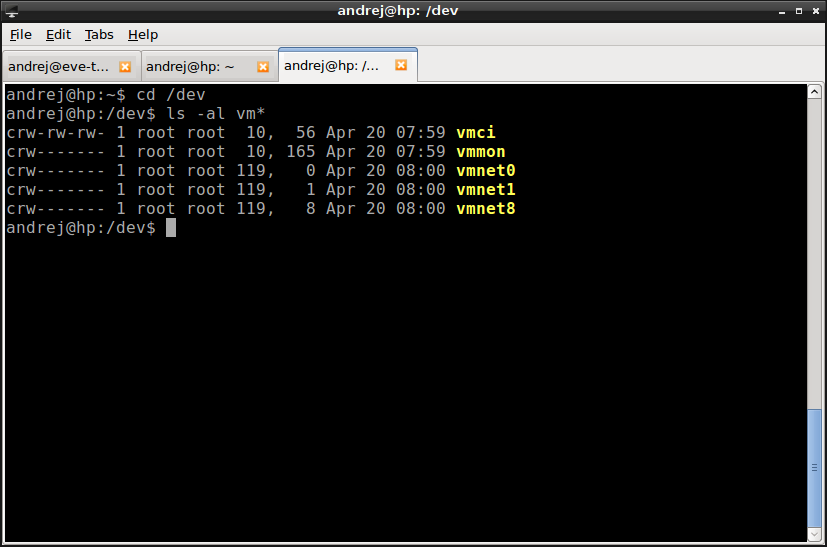 andrej@hp: /dev
File Edit Tabs Help
andrej@eve-t... andrej@hp: ~ andrej@hp: /...
andrej@hp:~$ cd /dev
andrej@hp:/dev$ ls -al vm*
crw-rw-rw- 1 root root  10,  56 Apr 20 07:59 vmci
crw------- 1 root root  10, 165 Apr 20 07:59 vmmon
crw------- 1 root root 119,   0 Apr 20 08:00 vmnet0
crw------- 1 root root 119,   1 Apr 20 08:00 vmnet1
crw------- 1 root root 119,   8 Apr 20 08:00 vmnet8
andrej@hp:/dev$